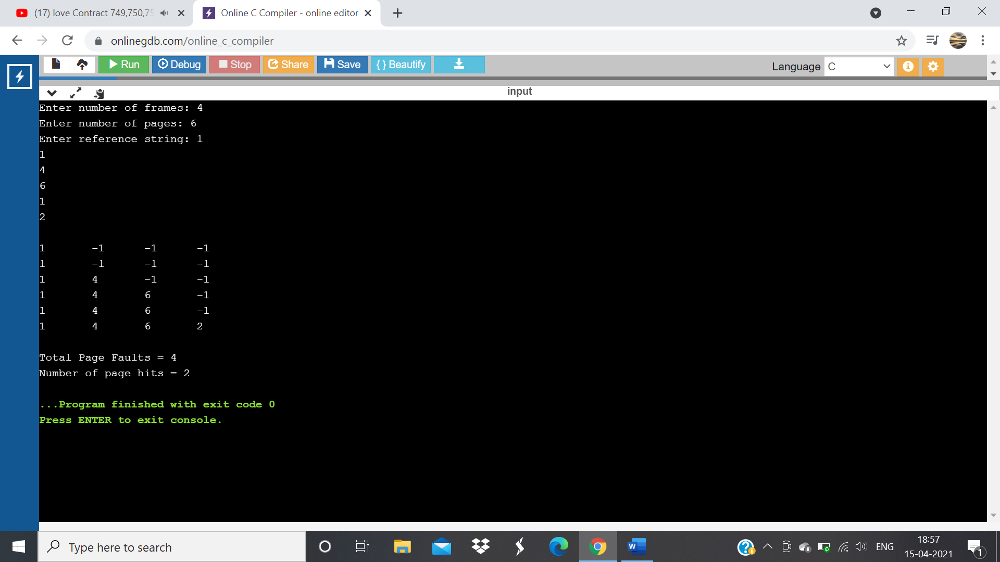 (17) love Contract 749,750,75
Online C Compiler - online editor
onlinegdb.com/online_c_compiler
Run Debug Stop Share Save { } Beautify
Language C
input
Enter number of frames: 4
Enter number of pages: 6
Enter reference string: 1
1
4
6
1
2
1 -1 -1 -1
1 -1 -1 -1
1 4 -1 -1
1 4 6 -1
1 4 6 -1
1 4 6 2
Total Page Faults = 4
Number of page hits = 2
...Program finished with exit code 0
Press ENTER to exit console.
Type here to search
W
ENG
18:57
15-04-2021
1